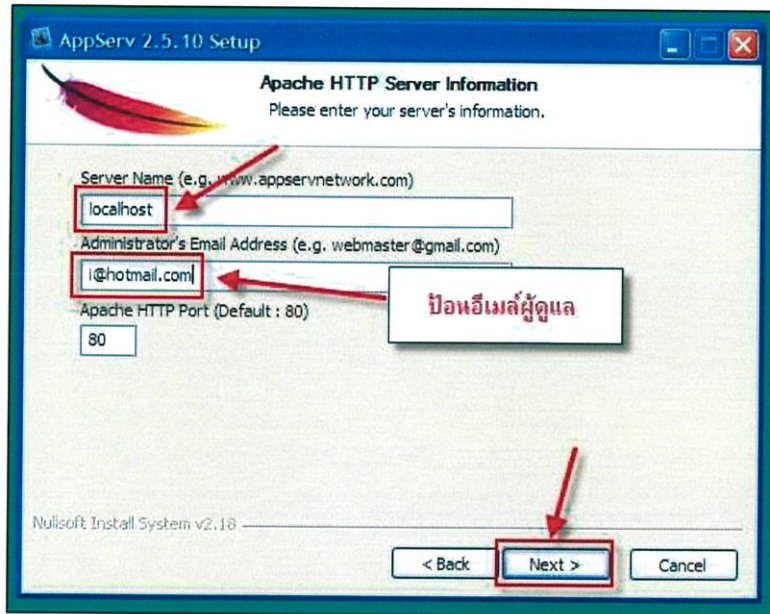 AppServ 2.5.10 Setup
Apache HTTP Server Information
Please enter your server's information.
Server Name (e.g. www.appservnetwork.com)
localhost
Administrator's Email Address (e.g. webmaster@gmail.com)
i@hotmail.com
ป้อนอีเมล์ผู้ดูแล
Apache HTTP Port (Default : 80)
80
Nullsoft Install System v2.18
< Back
Next >
Cancel